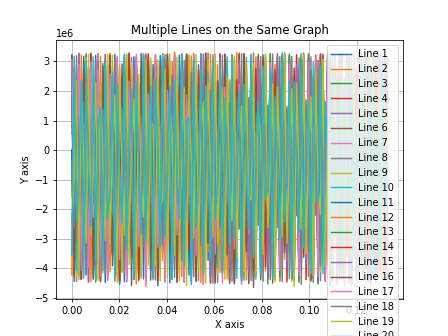 Multiple Lines on the Same Graph
1e6
3
2
1
0
−1
−2
−3
−4
−5
Y axis
0.00
0.02
0.04
0.06
0.08
0.10
X axis
Line 1
Line 2
Line 3
Line 4
Line 5
Line 6
Line 7
Line 8
Line 9
Line 10
Line 11
Line 12
Line 13
Line 14
Line 15
Line 16
Line 17
Line 18
Line 19
Line 20